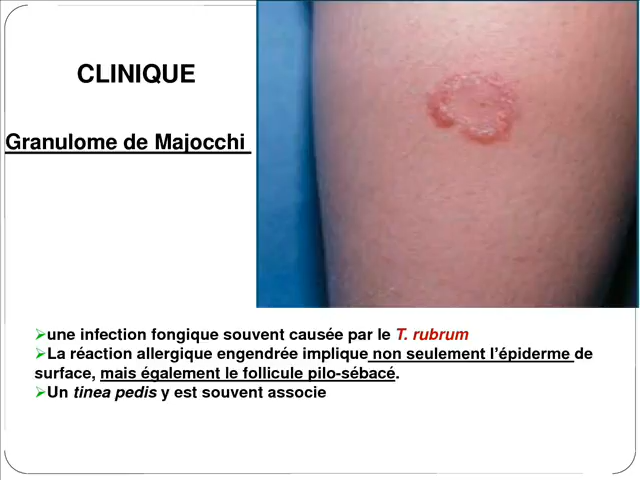 CLINIQUE
Granulome de Majocchi
➢une infection fongique souvent causée par le T. rubrum
➢La réaction allergique engendrée implique non seulement l’épiderme de
surface, mais également le follicule pilo-sébacé.
➢Un tinea pedis y est souvent associe